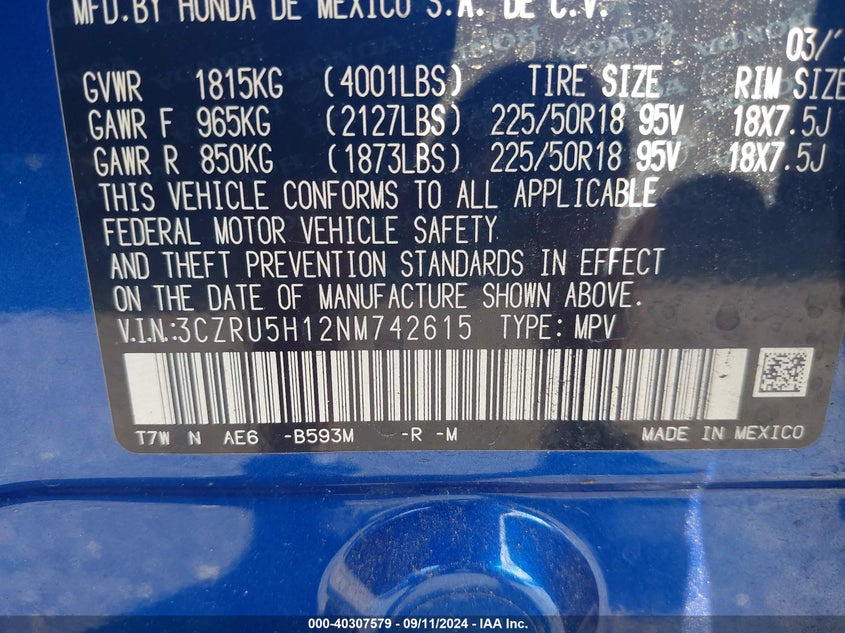 MFD.BY HONDA DE MEXICO S.A. DE C.V.
03/
GVWR 1815KG (4001LBS) TIRE SIZE RIM SIZE
GAWR F 965KG (2127LBS) 225/50R18 95V 18X7.5J
GAWR R 850KG (1873LBS) 225/50R18 95V 18X7.5J
THIS VEHICLE CONFORMS TO ALL APPLICABLE
FEDERAL MOTOR VEHICLE SAFETY
AND THEFT PREVENTION STANDARDS IN EFFECT
ON THE DATE OF MANUFACTURE SHOWN ABOVE.
V.I.N.:3CZRU5H12NM742615 TYPE: MPV
T7W N AE6 -B593M -R -M MADE IN MEXICO
000-40307579 - 09/11/2024 - IAA Inc.